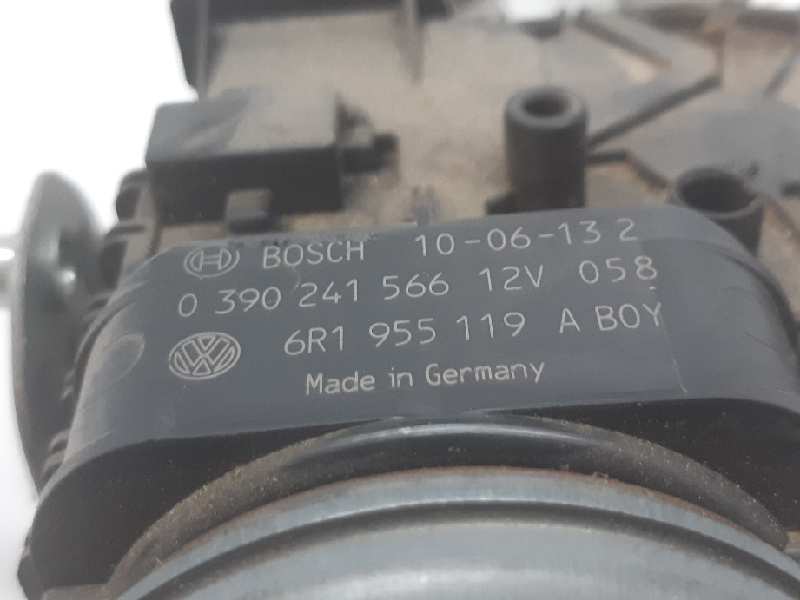 BOSCH 10-06-13 2
0 390 241 566 12V 058
6R1 955 119 A BOY
Made in Germany